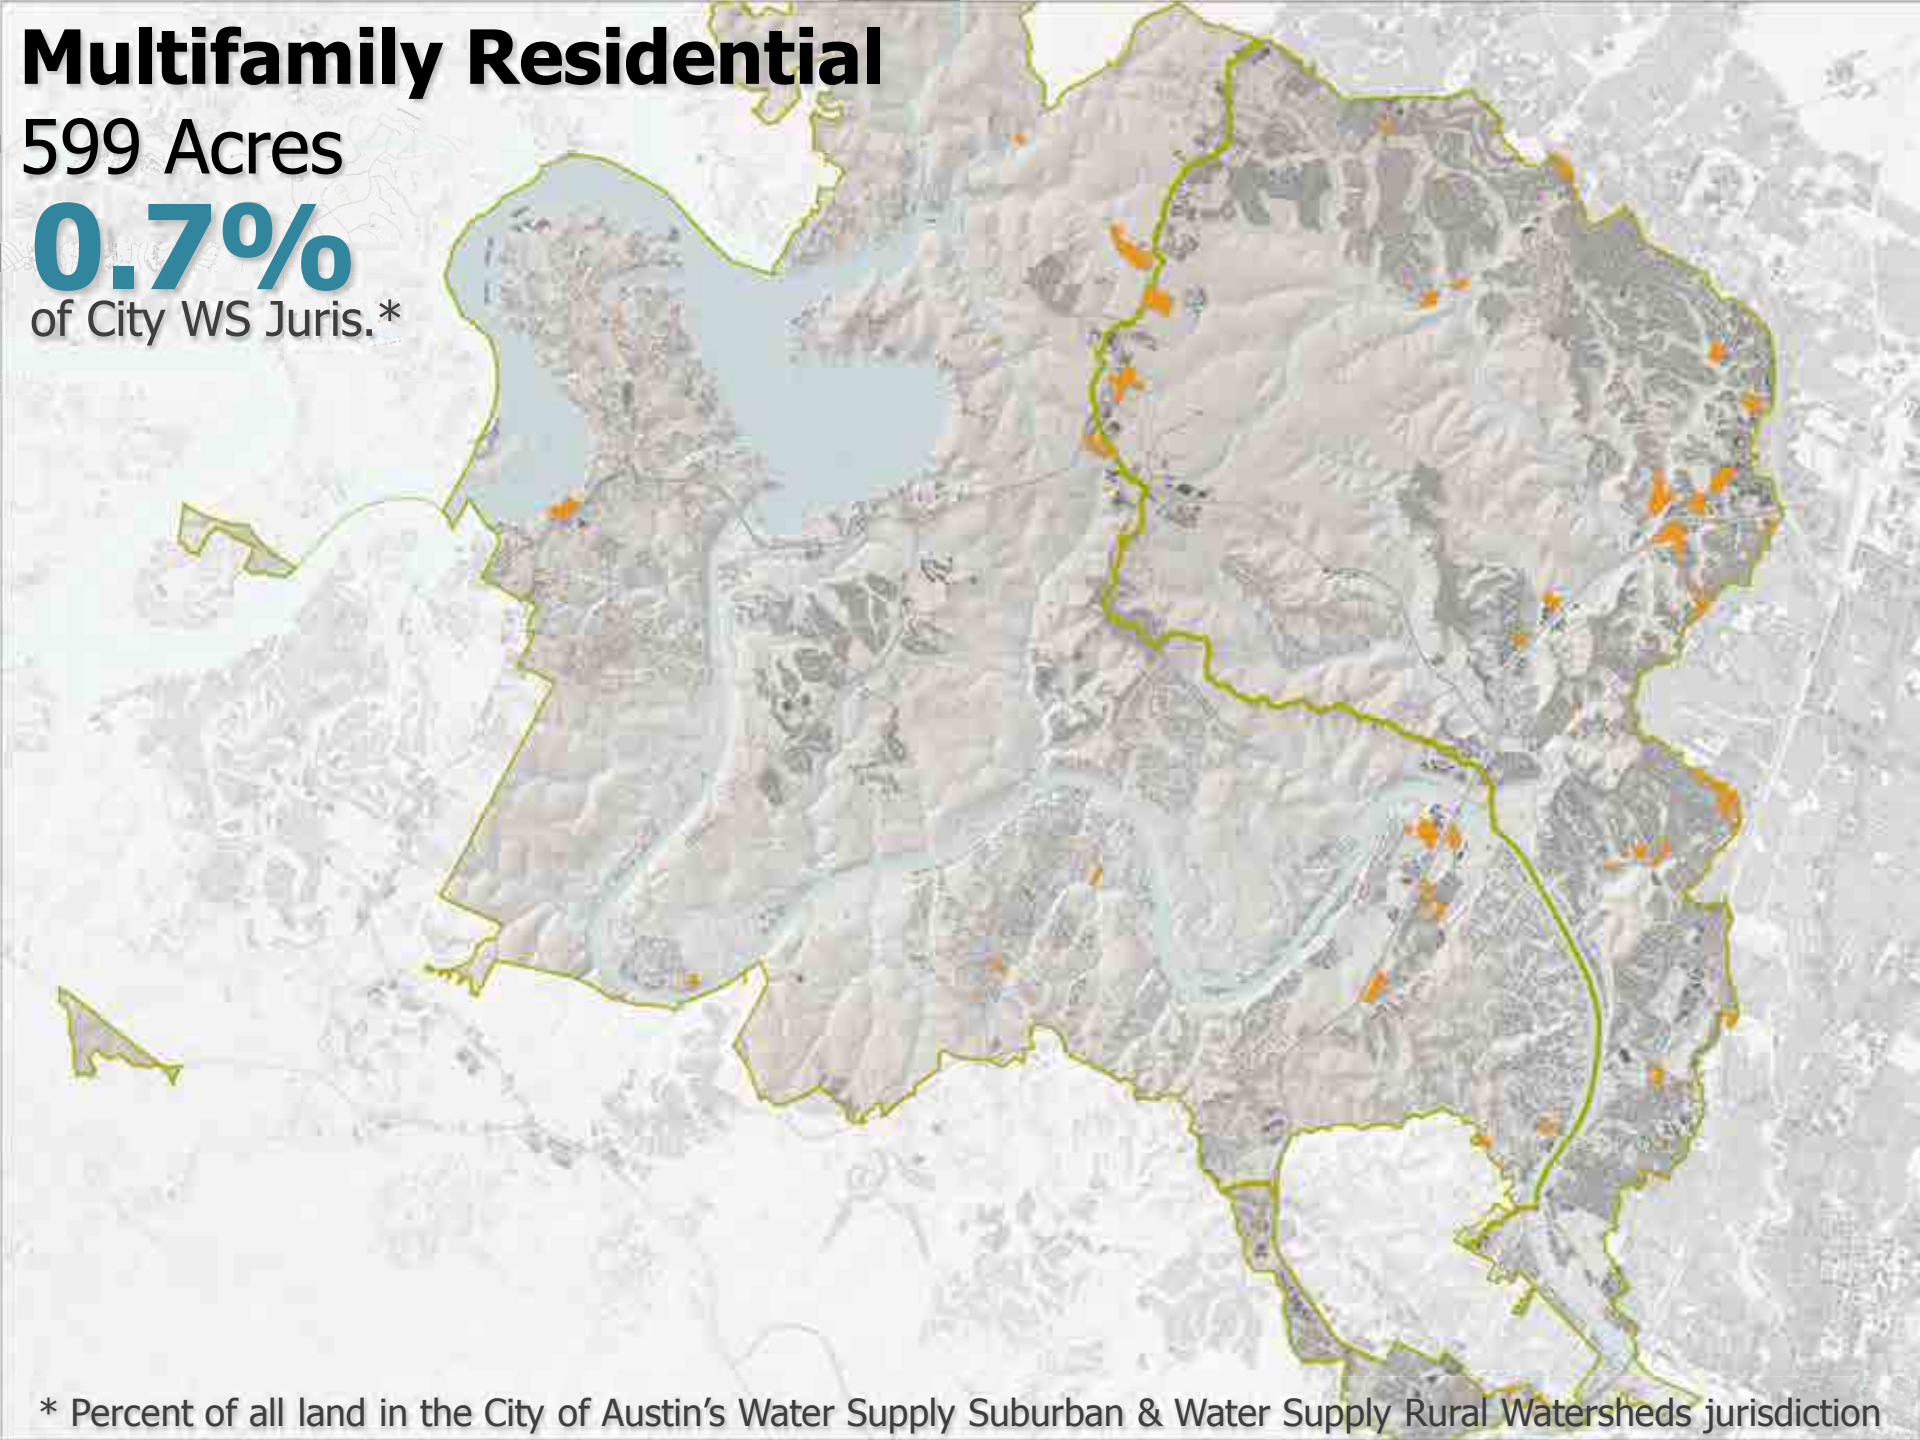 Multifamily Residential
599 Acres
0.7%
of City WS Juris.*
* Percent of all land in the City of Austin’s Water Supply Suburban & Water Supply Rural Watersheds jurisdiction